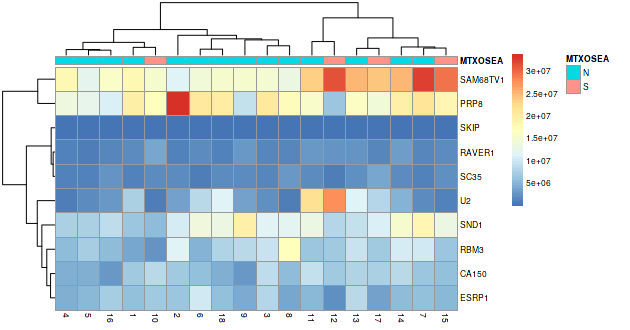 MTXOSEA
SAM68TV1
PRP8
SKIP
RAVER1
SC35
U2
SND1
RBM3
CA150
ESRP1
4 5 16 1 10 2 6 18 9 3 8 11 12 13 17 14 7 15
3e+07
2.5e+07
2e+07
1.5e+07
1e+07
5e+06
MTXOSEA
N
S